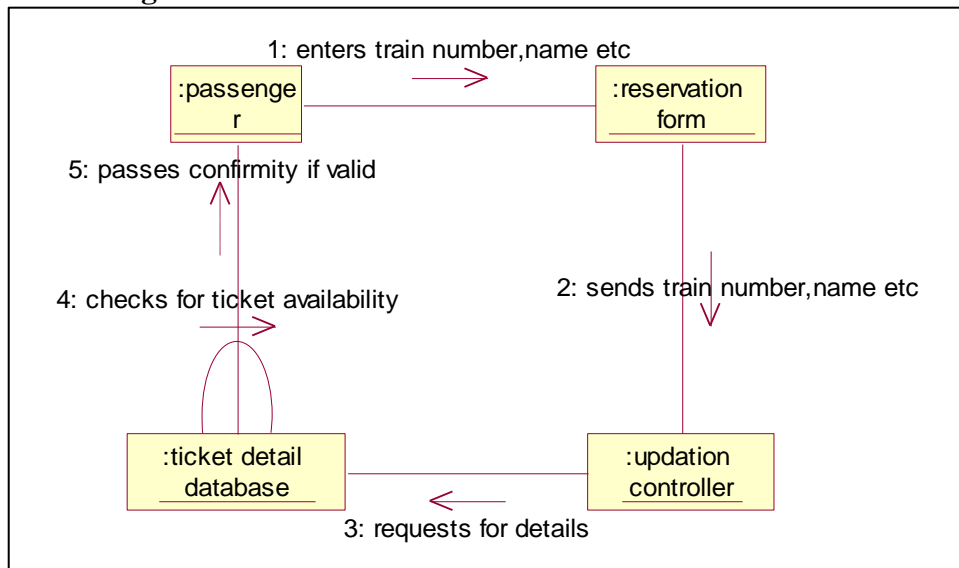 1: enters train number,name etc
:passenge
r
:reservation
form
5: passes confirmity if valid
4: checks for ticket availability
2: sends train number,name etc
:ticket detail
database
:updation
controller
3: requests for details